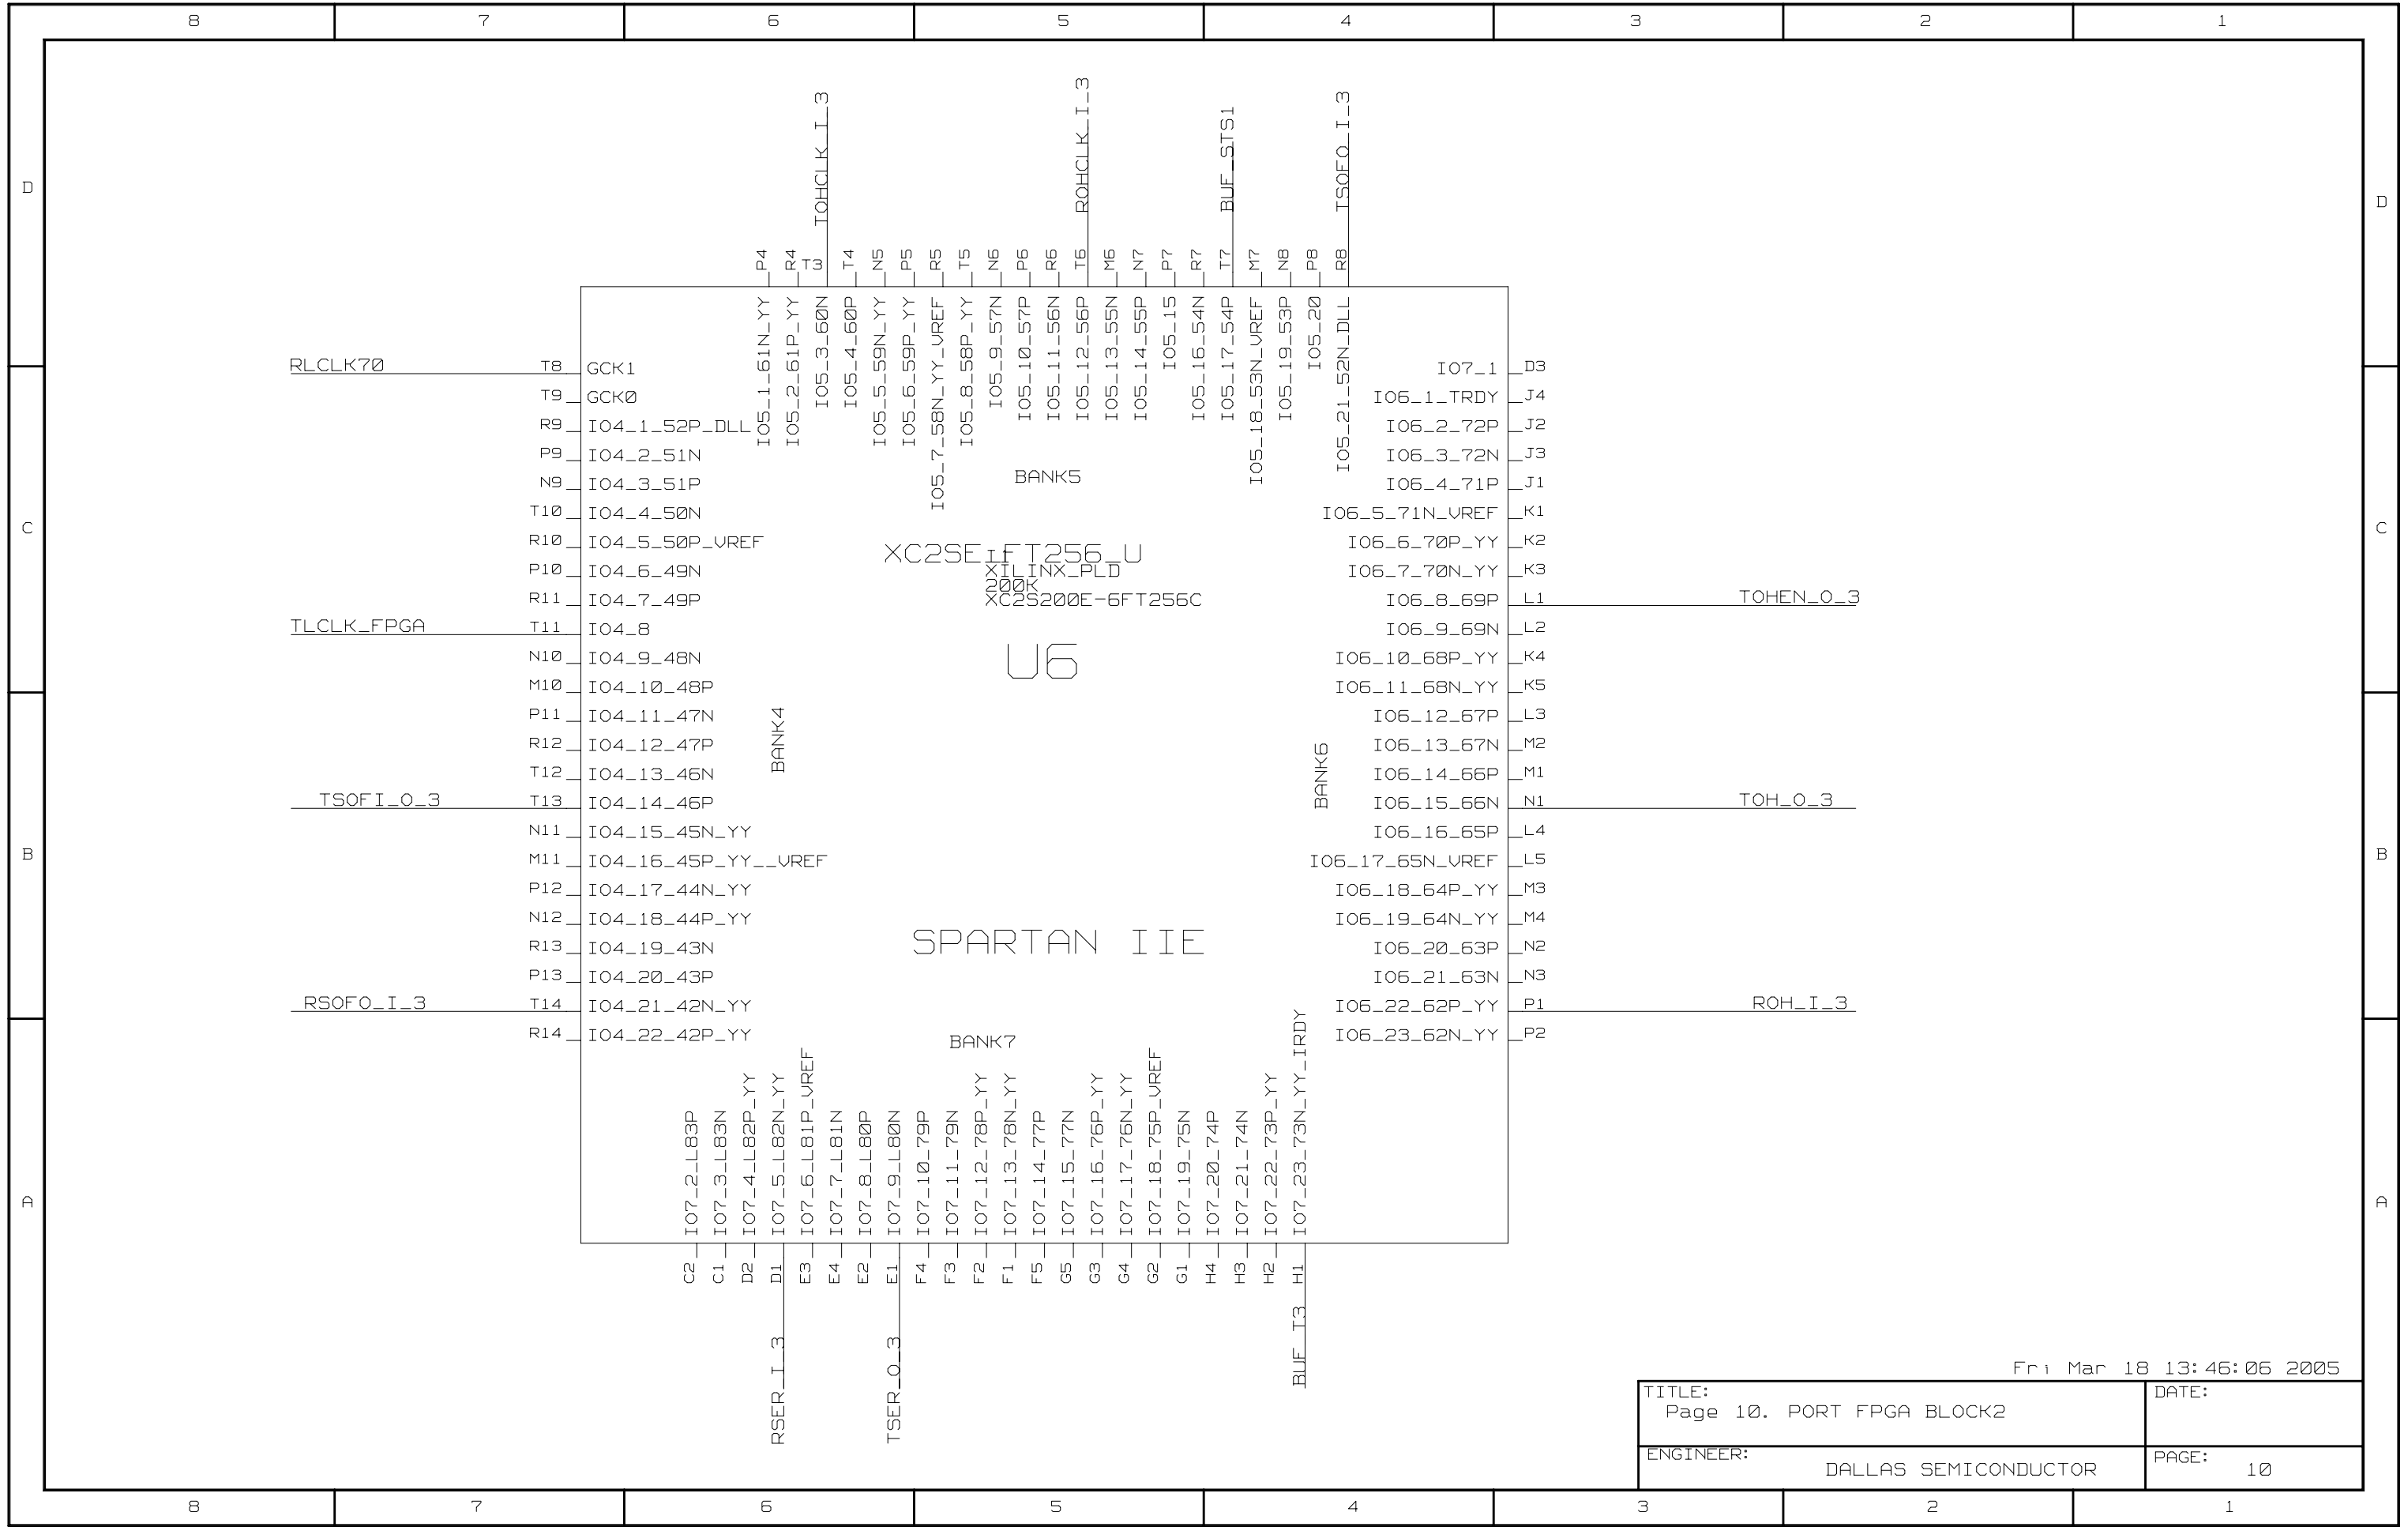 8 7 6 5 4 3 2 1
D
D
C
C
B
B
A
A
TOHCLK_I_3
ROHCLK_I_3
BUF_STS1
TSOFO_I_3
P4 R4 T3 T4 N5 P5 R5 T5 N6 P6 R6 T6 M6 N7 P7 R7 T7 M7 N8 P8 R8
IO5_1_61N_YY
IO5_2_61P_YY
IO5_3_60N
IO5_4_60P
IO5_5_59N_YY
IO5_6_59P_YY
IO5_7_58N_YY_VREF
IO5_8_58P_YY
IO5_9_57N
IO5_10_57P
IO5_11_56N
IO5_12_56P
IO5_13_55N
IO5_14_55P
IO5_15
IO5_16_54N
IO5_17_54P
IO5_18_53N_VREF
IO5_19_53P
IO5_20
IO5_21_52N_DLL
BANK5
RLCLK70 T8 GCK1
T9 GCK0
R9 IO4_1_52P_DLL
P9 IO4_2_51N
N9 IO4_3_51P
T10 IO4_4_50N
R10 IO4_5_50P_VREF
P10 IO4_6_49N
R11 IO4_7_49P
TLCLK_FPGA T11 IO4_8
N10 IO4_9_48N
M10 IO4_10_48P
P11 IO4_11_47N
R12 IO4_12_47P
T12 IO4_13_46N
TSOFI_O_3 T13 IO4_14_46P
N11 IO4_15_45N_YY
M11 IO4_16_45P_YY__VREF
P12 IO4_17_44N_YY
N12 IO4_18_44P_YY
R13 IO4_19_43N
P13 IO4_20_43P
RSOFO_I_3 T14 IO4_21_42N_YY
R14 IO4_22_42P_YY
BANK4
XC2SE_FT256_U
I1
XILINX_PLD
200K
XC2S200E-6FT256C
U6
SPARTAN IIE
IO7_1 D3
IO6_1_TRDY J4
IO6_2_72P J2
IO6_3_72N J3
IO6_4_71P J1
IO6_5_71N_VREF K1
IO6_6_70P_YY K2
IO6_7_70N_YY K3
IO6_8_69P L1 TOHEN_O_3
IO6_9_69N L2
IO6_10_68P_YY K4
IO6_11_68N_YY K5
IO6_12_67P L3
IO6_13_67N M2
IO6_14_66P M1
IO6_15_66N N1 TOH_O_3
IO6_16_65P L4
IO6_17_65N_VREF L5
IO6_18_64P_YY M3
IO6_19_64N_YY M4
IO6_20_63P N2
IO6_21_63N N3
IO6_22_62P_YY P1 ROH_I_3
IO6_23_62N_YY P2
BANK6
BANK7
IO7_2_L83P
IO7_3_L83N
IO7_4_L82P_YY
IO7_5_L82N_YY
IO7_6_L81P_VREF
IO7_7_L81N
IO7_8_L80P
IO7_9_L80N
IO7_10_79P
IO7_11_79N
IO7_12_78P_YY
IO7_13_78N_YY
IO7_14_77P
IO7_15_77N
IO7_16_76P_YY
IO7_17_76N_YY
IO7_18_75P_VREF
IO7_19_75N
IO7_20_74P
IO7_21_74N
IO7_22_73P_YY
IO7_23_73N_YY_IRDY
C2 C1 D2 D1 E3 E4 E2 E1 F4 F3 F2 F1 F5 G5 G3 G4 G2 G1 H4 H3 H2 H1
RSER_I_3
TSER_O_3
BUF_I3
Fri Mar 18 13:46:06 2005
TITLE:
Page 10. PORT FPGA BLOCK2
DATE:
ENGINEER:
DALLAS SEMICONDUCTOR
PAGE:
10
8 7 6 5 4 3 2 1